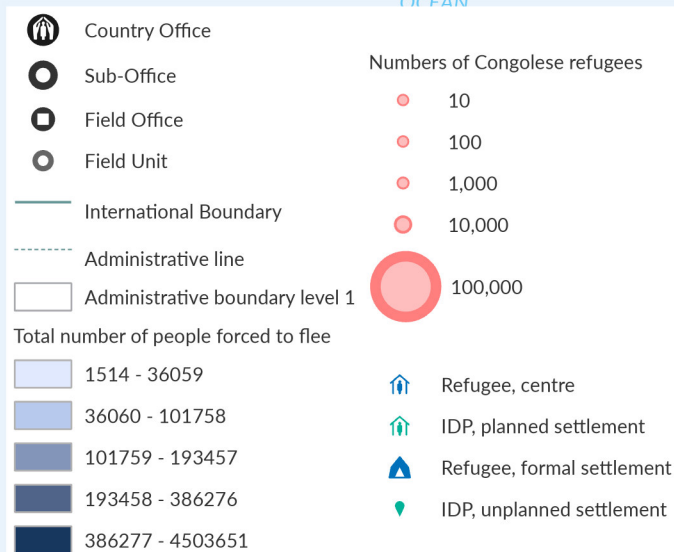 OCEAN
Country Office
Sub-Office
Field Office
Field Unit
International Boundary
Administrative line
Administrative boundary level 1
Total number of people forced to flee
1514 - 36059
36060 - 101758
101759 - 193457
193458 - 386276
386277 - 4503651
Numbers of Congolese refugees
10
100
1,000
10,000
100,000
Refugee, centre
IDP, planned settlement
Refugee, formal settlement
IDP, unplanned settlement